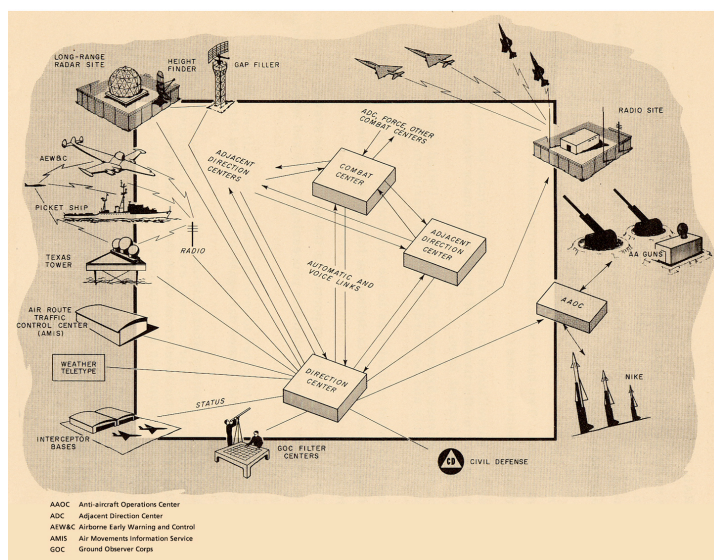 LONG-RANGE
RADAR SITE
HEIGHT
FINDER
GAP FILLER
RADIO SITE
AEW&C
PICKET SHIP
RADIO
TEXAS
TOWER
AIR ROUTE
TRAFFIC
CONTROL CENTER
(AMIS)
WEATHER
TELETYPE
STATUS
INTERCEPTOR
BASES
GOC FILTER
CENTERS
ADJACENT
DIRECTION
CENTERS
ADC, FORCE, OTHER
COMBAT CENTERS
COMBAT
CENTER
ADJACENT
DIRECTION
CENTER
AUTOMATIC AND
VOICE LINKS
DIRECTION
CENTER
AA GUNS
AAOC
NIKE
CD
CIVIL DEFENSE
AAOC Anti-aircraft Operations Center
ADC Adjacent Direction Center
AEW&C Airborne Early Warning and Control
AMIS Air Movements Information Service
GOC Ground Observer Corps